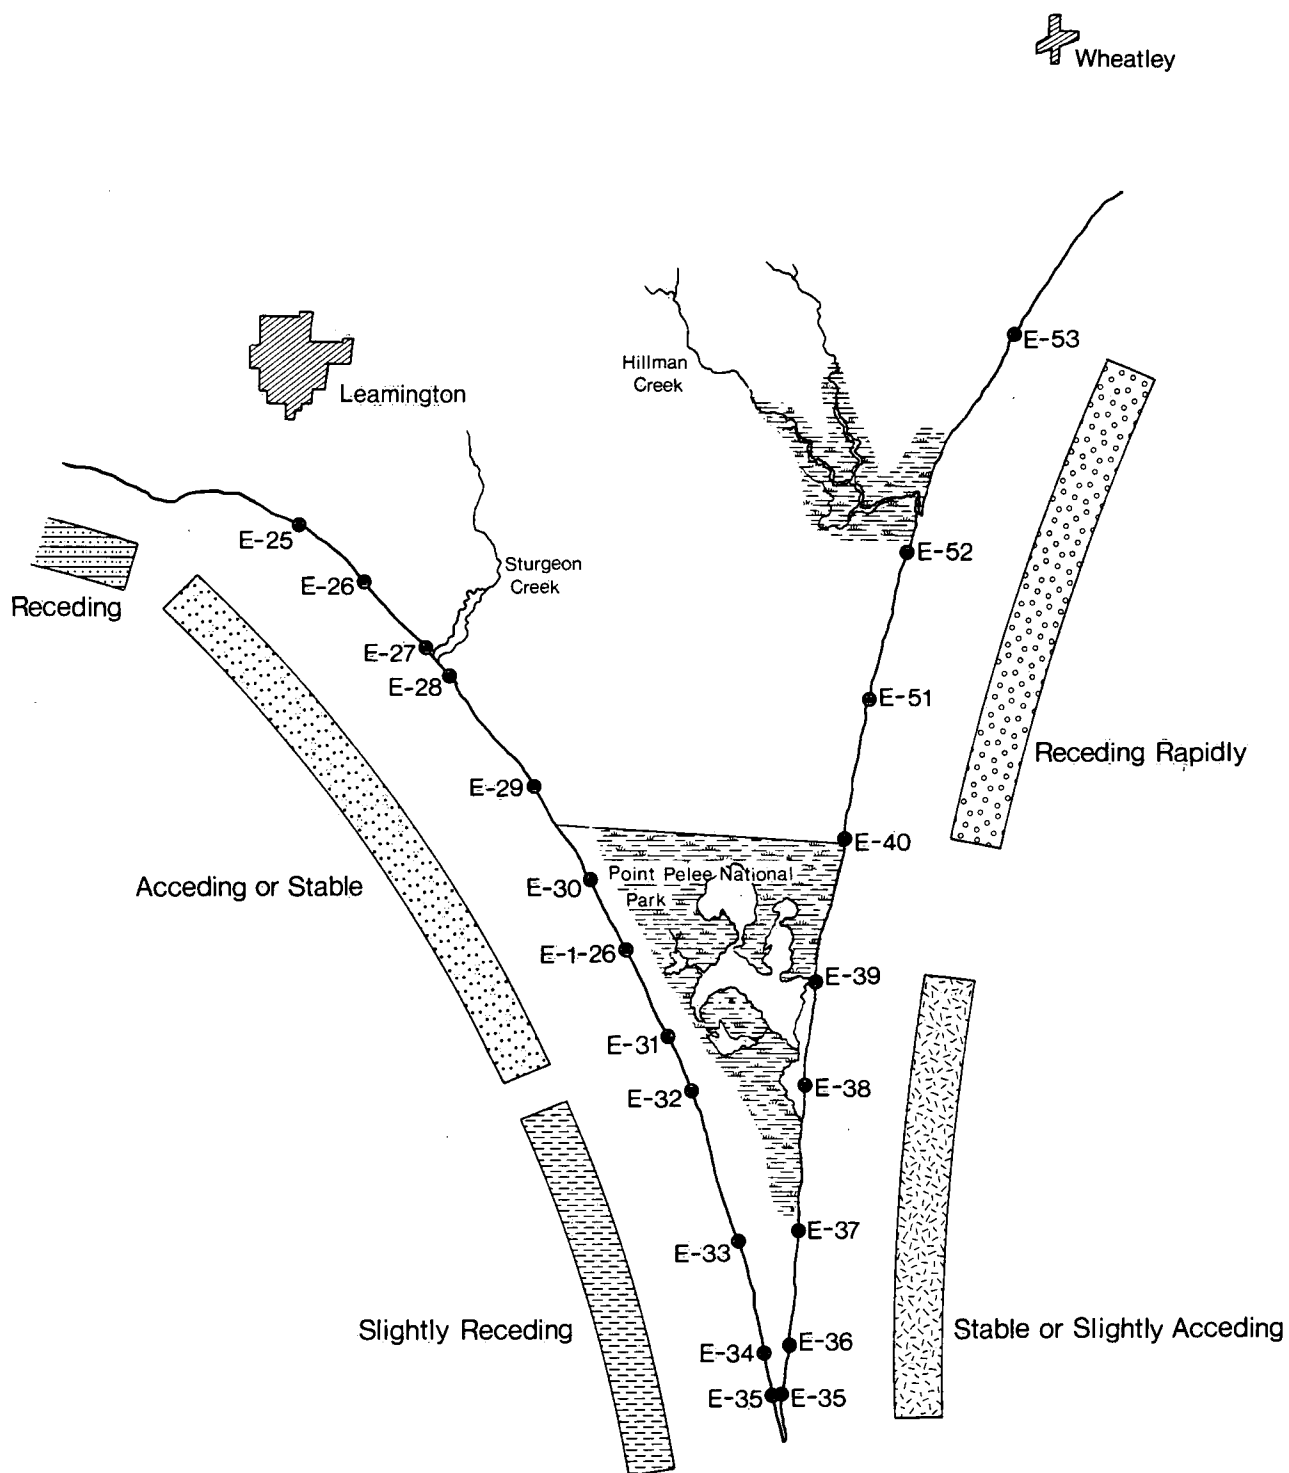 Wheatley
E-53
Hillman
Creek
Leamington
E-25
E-52
Sturgeon
Creek
E-26
Receding
E-27
E-28
E-51
Receding Rapidly
E-29
E-40
Point Pelee National
Park
Acceding or Stable
E-30
E-1-26
E-39
E-31
E-38
E-32
E-37
E-33
Slightly Receding
Stable or Slightly Acceding
E-36
E-34
E-35
E-35